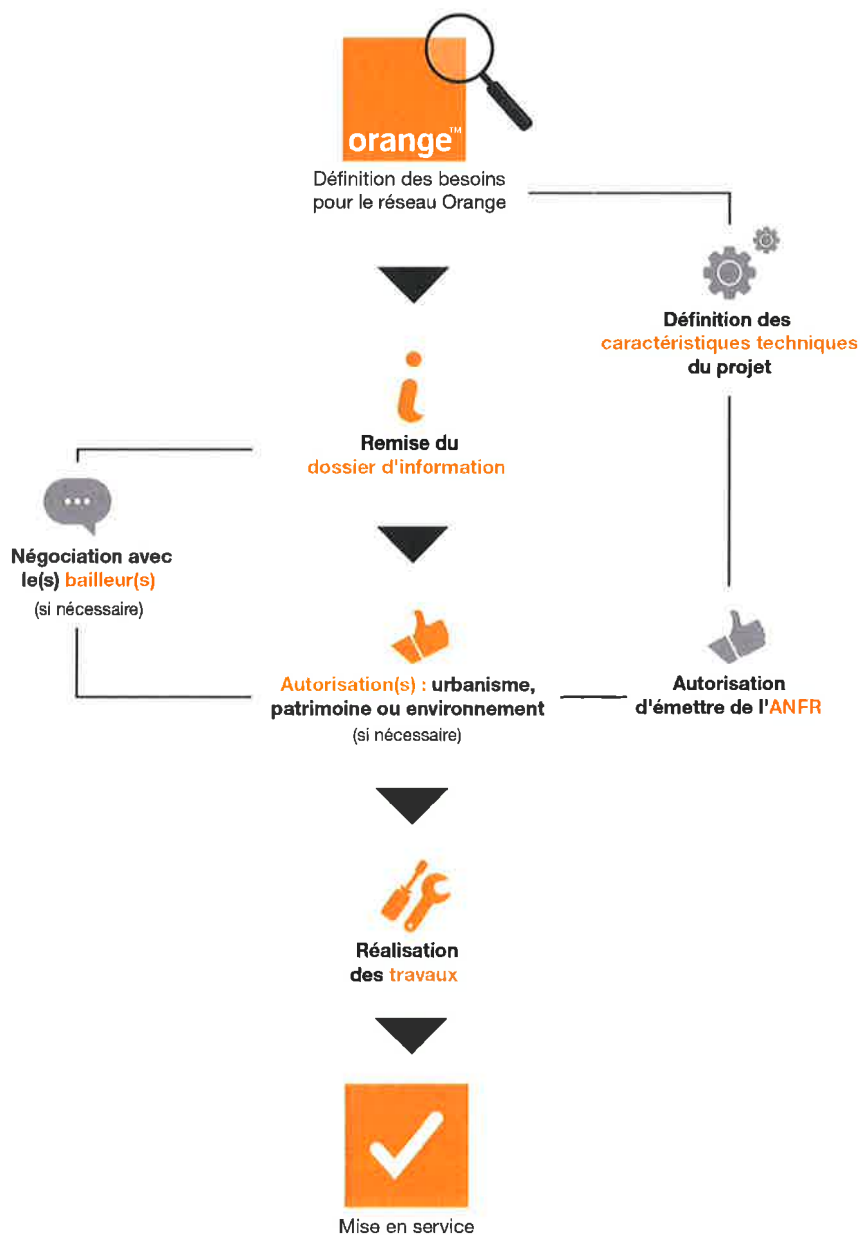 orange™
Définition des besoins
pour le réseau Orange
Définition des
caractéristiques techniques
du projet
Remise du
dossier d'information
Négociation avec
le(s) bailleur(s)
(si nécessaire)
Autorisation(s) : urbanisme,
patrimoine ou environnement
(si nécessaire)
Autorisation
d'émettre de l'ANFR
Réalisation
des travaux
Mise en service